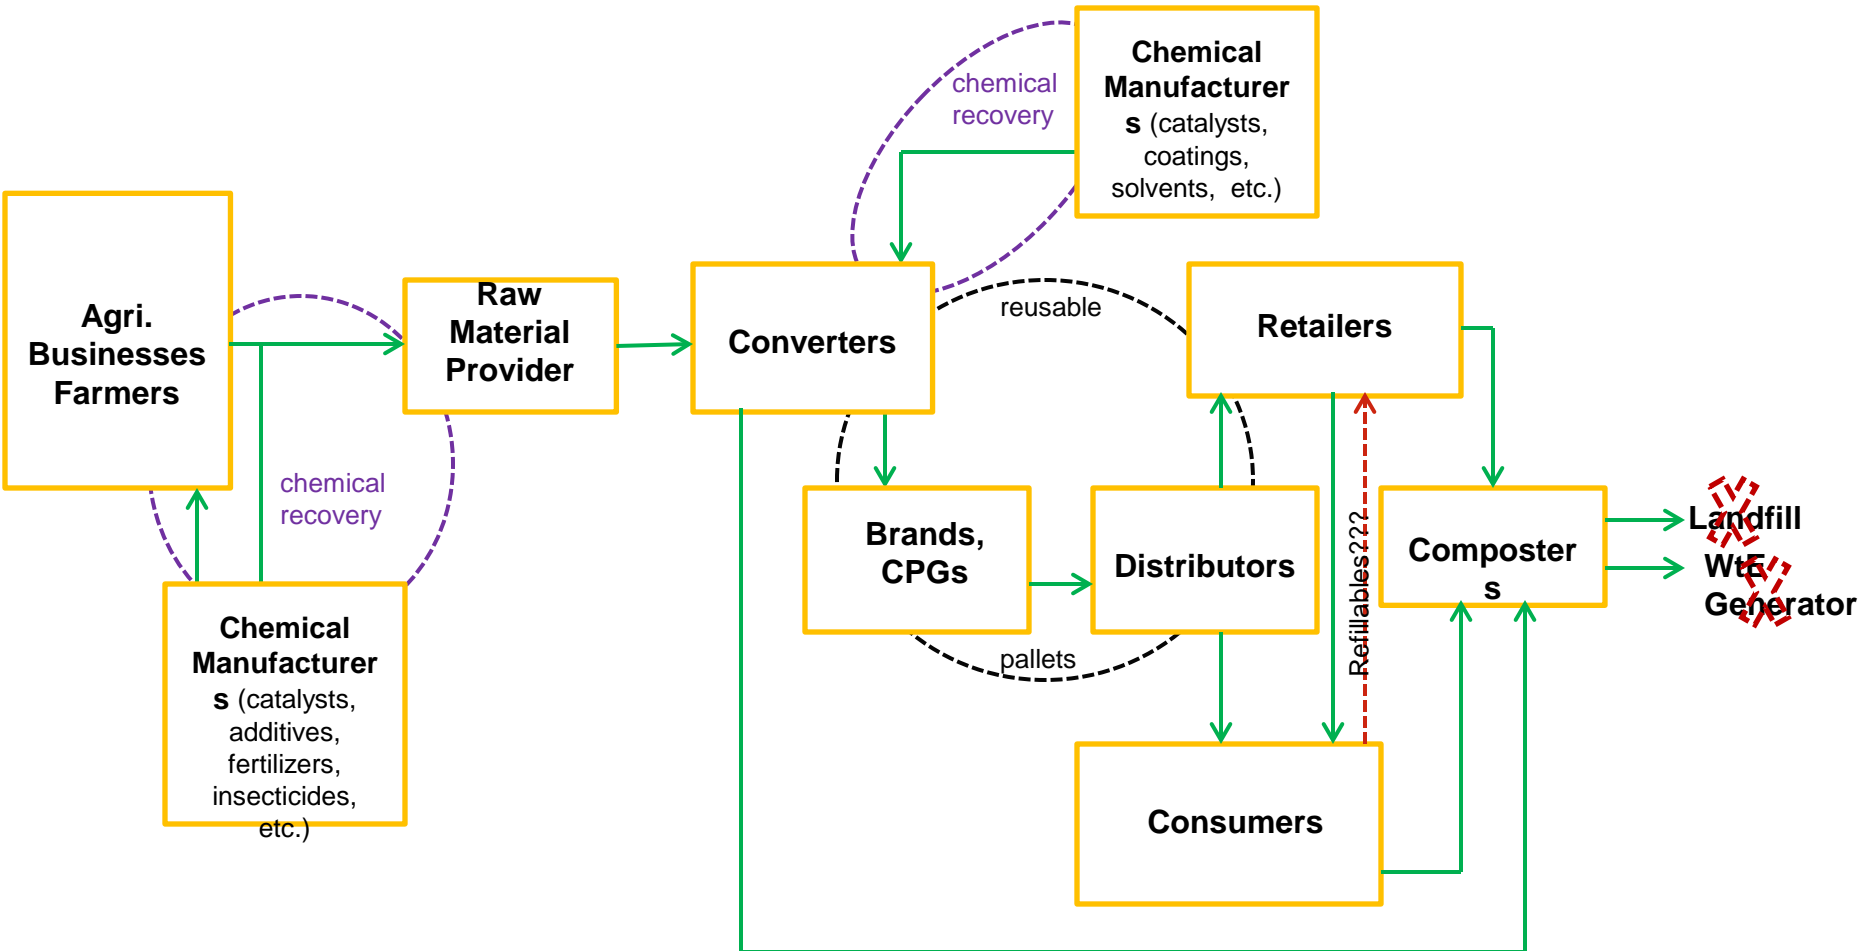 chemical
recovery
Chemical
Manufacturer
s (catalysts,
coatings,
solvents, etc.)
Agri.
Businesses
Farmers
Raw
Material
Provider
Converters
reusable
Retailers
chemical
recovery
Brands,
CPGs
Distributors
Refillables???
Composter
s
Landfill
WtE
Generator
Chemical
Manufacturer
s (catalysts,
additives,
fertilizers,
insecticides,
etc.)
pallets
Consumers